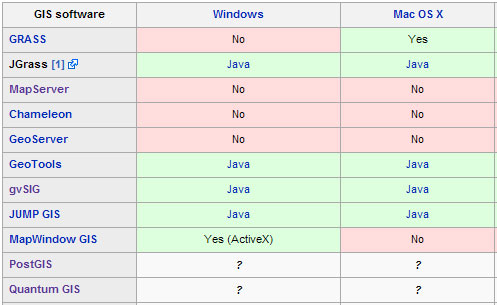 GIS software Windows Mac OS X
GRASS No Yes
JGrass [1] Java Java
MapServer No No
Chameleon No No
GeoServer No No
GeoTools Java Java
gvSIG Java Java
JUMP GIS Java Java
MapWindow GIS Yes (ActiveX) No
PostGIS ? ?
Quantum GIS ? ?